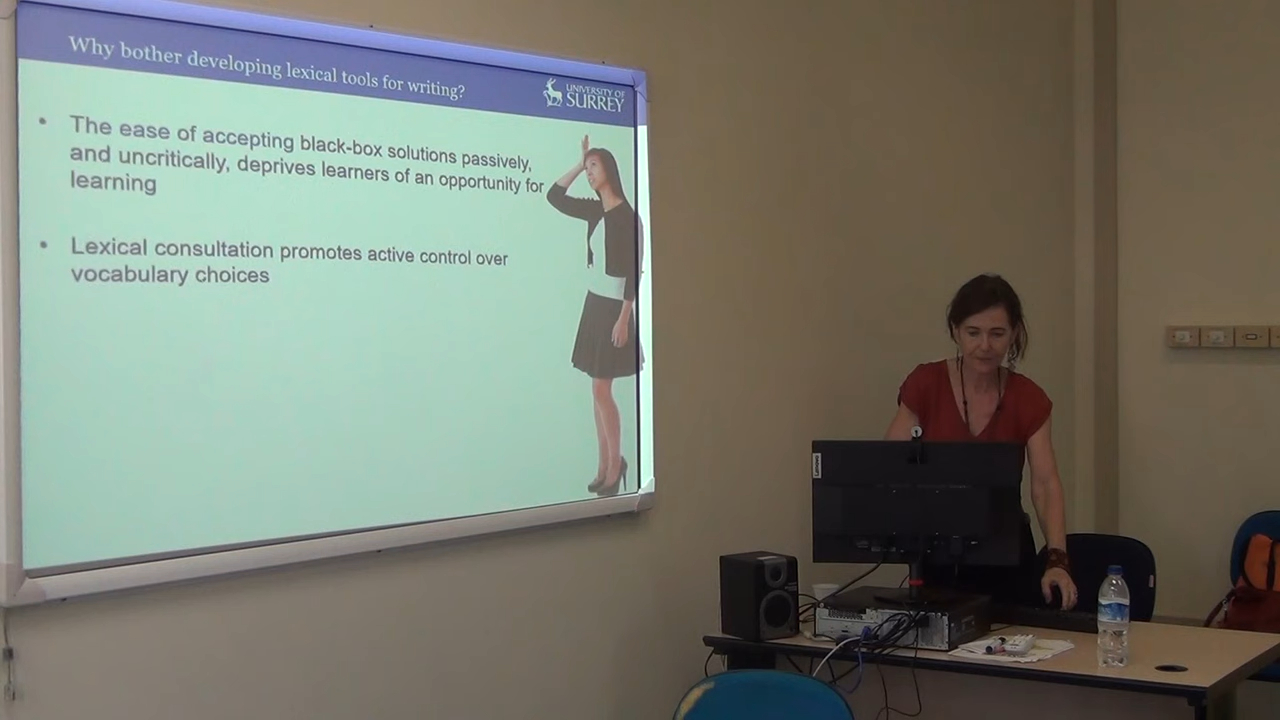 Why bother developing lexical tools for writing?
UNIVERSITY OF
SURREY
• The ease of accepting black-box solutions passively,
and uncritically, deprives learners of an opportunity for
learning
• Lexical consultation promotes active control over
vocabulary choices
Lenovo